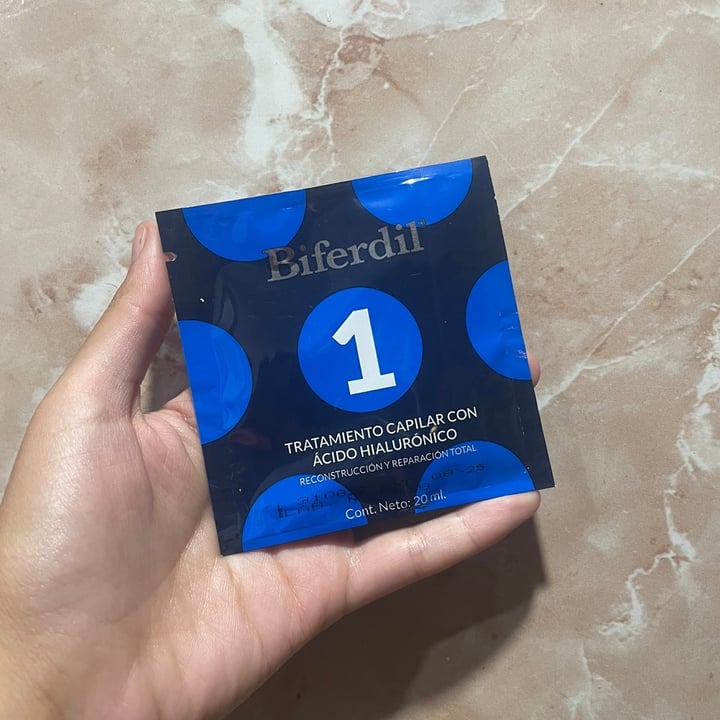 Biferdil
1
TRATAMIENTO CAPILAR CON
ÁCIDO HIALURÓNICO
RECONSTRUCCIÓN Y REPARACIÓN TOTAL
Cont. Neto: 20 ml.